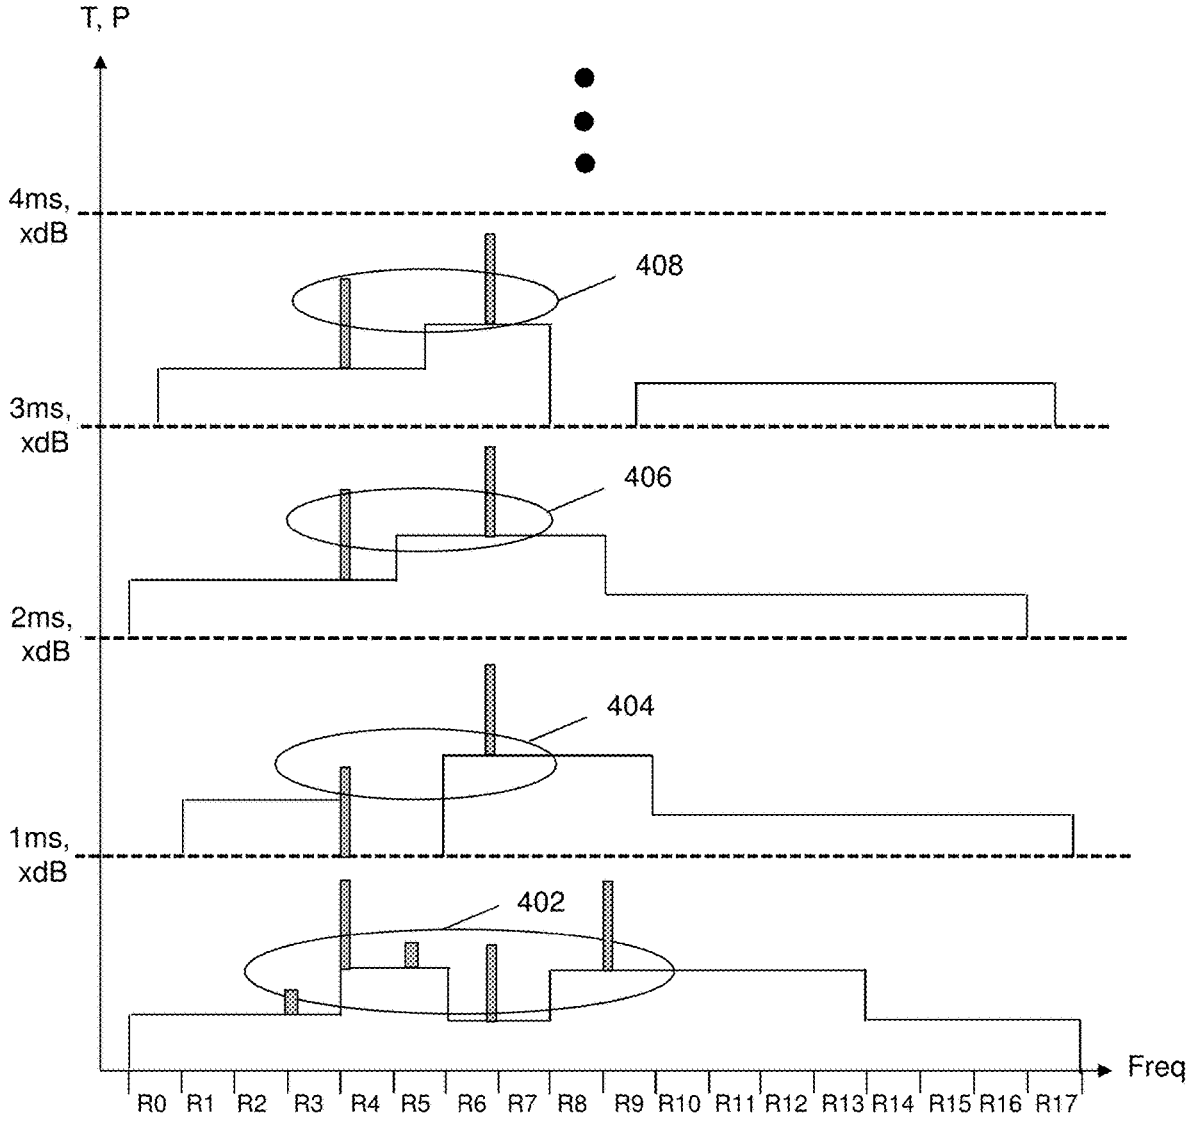 T, P
4ms,
xdB
408
3ms,
xdB
406
2ms,
xdB
404
1ms,
xdB
402
Freq
R0 R1 R2 R3 R4 R5 R6 R7 R8 R9 R10 R11 R12 R13 R14 R15 R16 R17